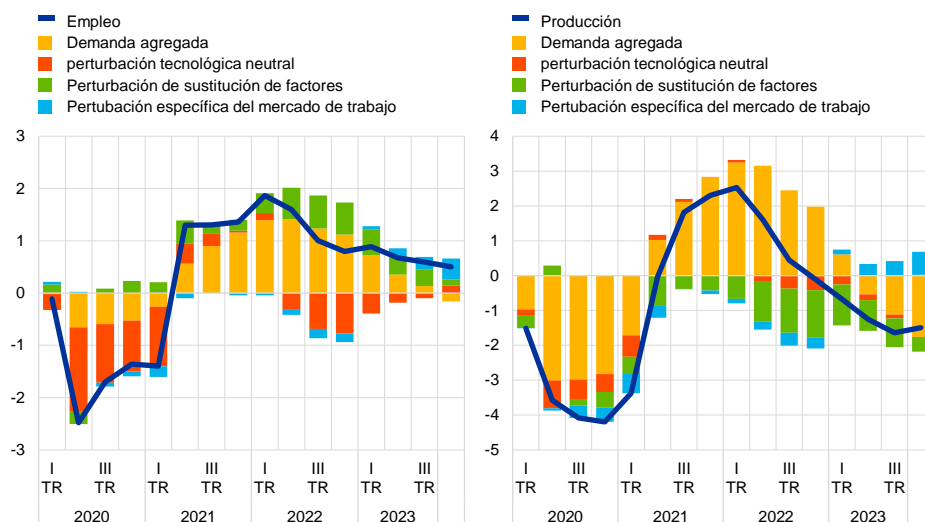 Empleo
Demanda agregada
perturbación tecnológica neutral
Perturbación de sustitución de factores
Pertubación específica del mercado de trabajo
3
2
1
0
-1
-2
-3
I III I III I III I III
TR TR TR TR TR TR TR TR
2020 2021 2022 2023
Producción
Demanda agregada
perturbación tecnológica neutral
Perturbación de sustitución de factores
Pertubación específica del mercado de trabajo
4
3
2
1
0
-1
-2
-3
-4
-5
I III I III I III I III
TR TR TR TR TR TR TR TR
2020 2021 2022 2023